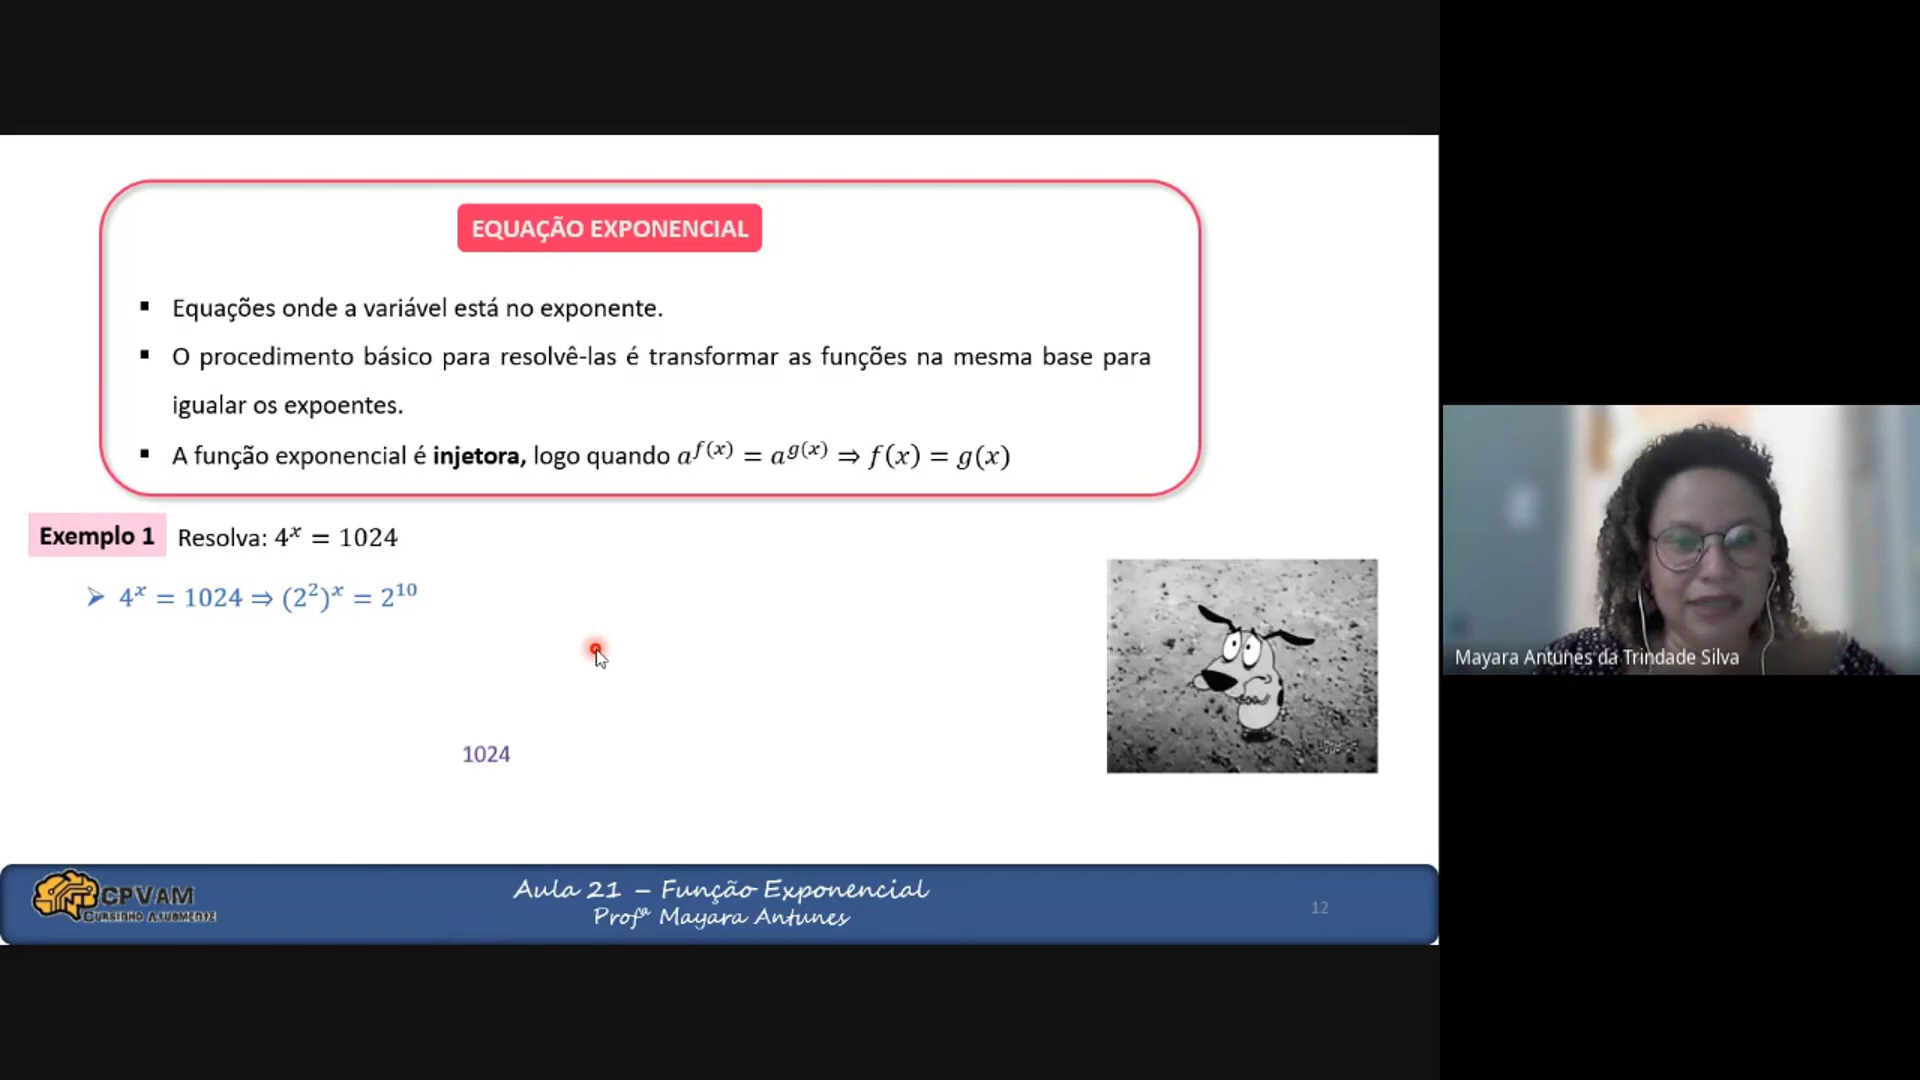 EQUAÇÃO EXPONENCIAL
▪ Equações onde a variável está no exponente.
▪ O procedimento básico para resolvê-las é transformar as funções na mesma base para
igualar os expoentes.
▪ A função exponencial é injetora, logo quando a^{f(x)} = a^{g(x)} ⇒ f(x) = g(x)
Exemplo 1 Resolva: 4^x = 1024
➢ 4^x = 1024 ⇒ (2^2)^x = 2^{10}
1024
Mayara Antunes da Trindade Silva
CPVAM
Aula 21 – Função Exponencial
Profª Mayara Antunes
12